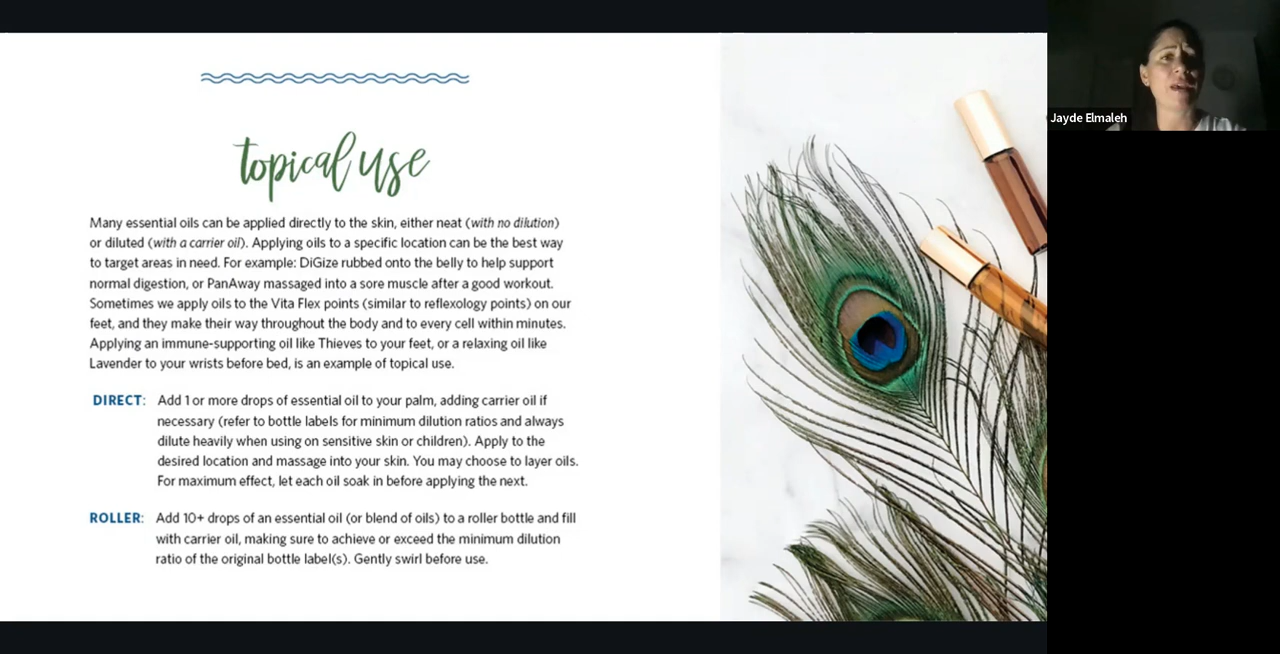 topical use
Many essential oils can be applied directly to the skin, either neat (with no dilution)
or diluted (with a carrier oil). Applying oils to a specific location can be the best way
to target areas in need. For example: DiGize rubbed onto the belly to help support
normal digestion, or PanAway massaged into a sore muscle after a good workout.
Sometimes we apply oils to the Vita Flex points (similar to reflexology points) on our
feet, and they make their way throughout the body and to every cell within minutes.
Applying an immune-supporting oil like Thieves to your feet, or a relaxing oil like
Lavender to your wrists before bed, is an example of topical use.
DIRECT: Add 1 or more drops of essential oil to your palm, adding carrier oil if
necessary (refer to bottle labels for minimum dilution ratios and always
dilute heavily when using on sensitive skin or children). Apply to the
desired location and massage into your skin. You may choose to layer oils.
For maximum effect, let each oil soak in before applying the next.
ROLLER: Add 10+ drops of an essential oil (or blend of oils) to a roller bottle and fill
with carrier oil, making sure to achieve or exceed the minimum dilution
ratio of the original bottle label(s). Gently swirl before use.
Jayde Elmaleh